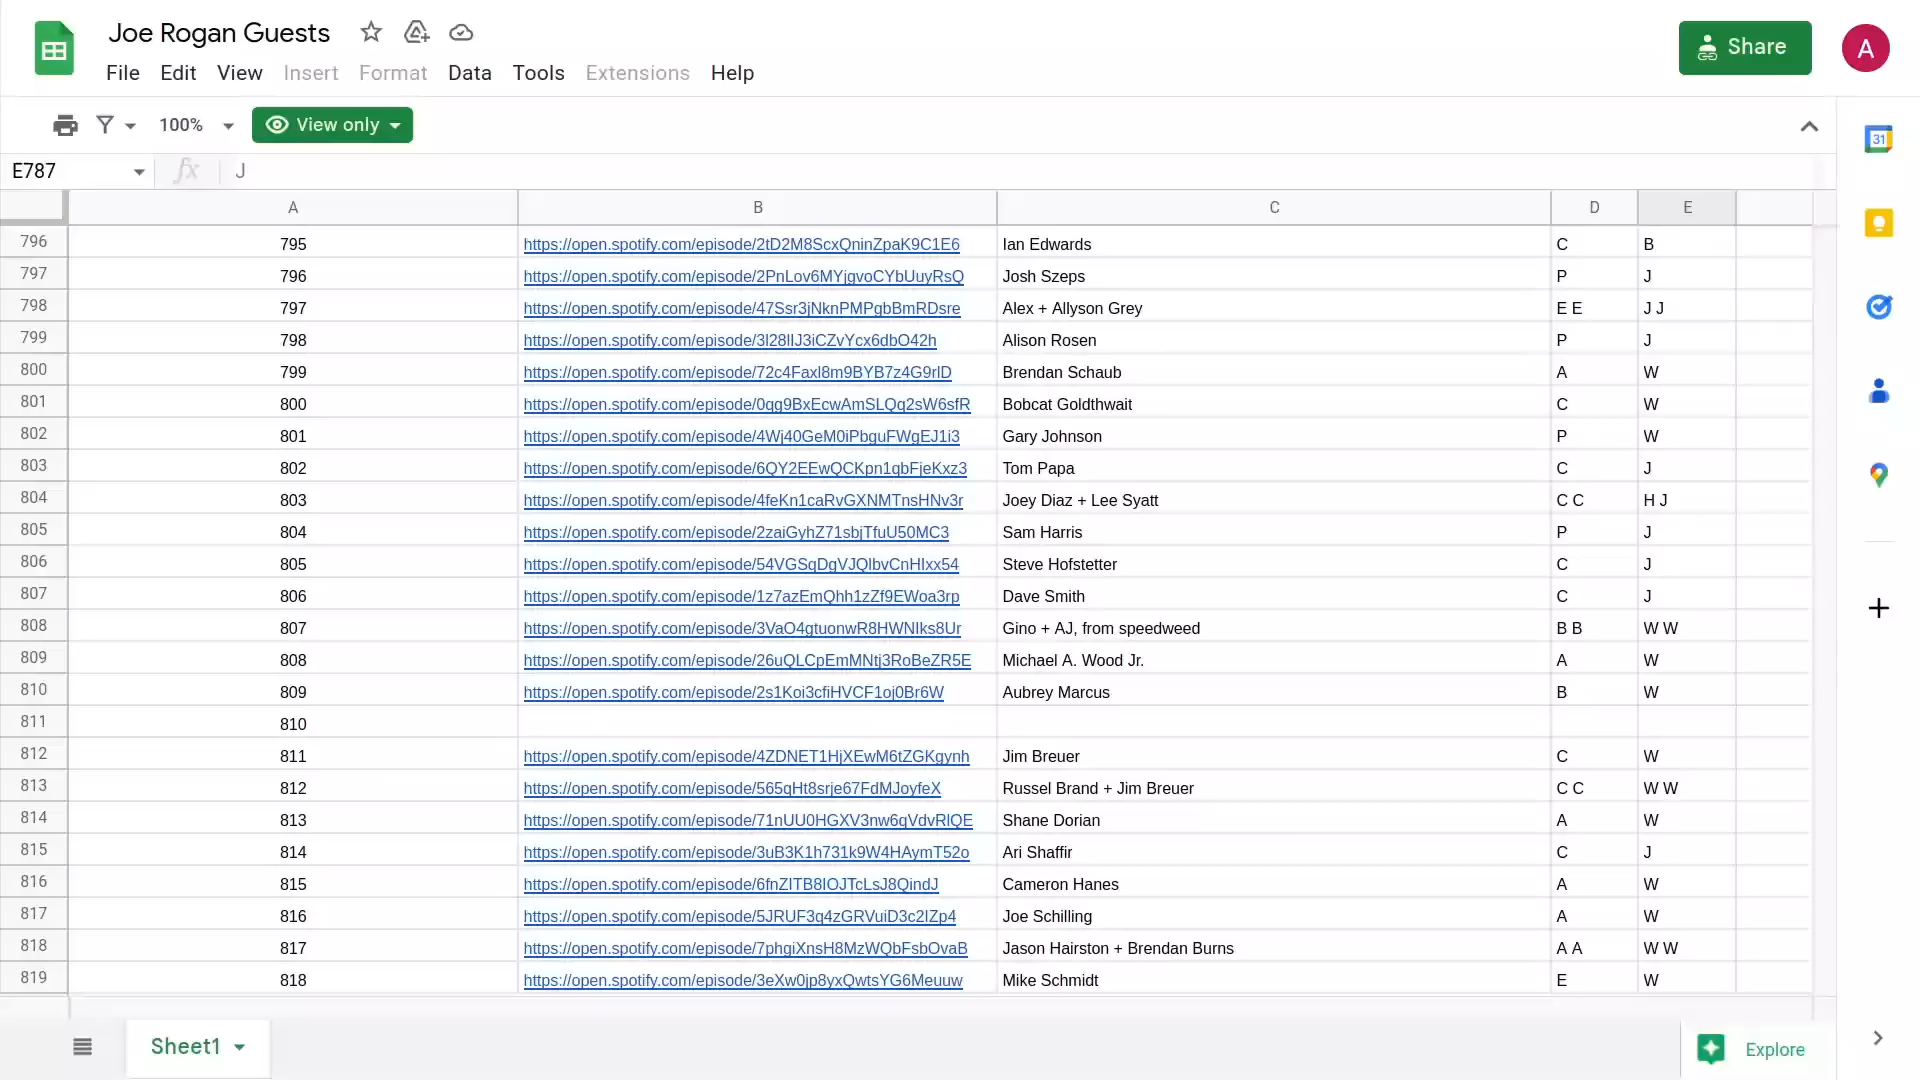 Joe Rogan Guests
File Edit View Insert Format Data Tools Extensions Help
Share
A
100%
View only
31
E787 fx J
A B C D E
796 795 https://open.spotify.com/episode/2tD2M8ScxQninZpaK9C1E6 Ian Edwards C B
797 796 https://open.spotify.com/episode/2PnLov6MYjgvoCYbUuyRsQ Josh Szeps P J
798 797 https://open.spotify.com/episode/47Ssr3jNknPMPgbBmRDsre Alex + Allyson Grey E E J J
799 798 https://open.spotify.com/episode/3l28lIJ3iCZvYcx6dbO42h Alison Rosen P J
800 799 https://open.spotify.com/episode/72c4Faxl8m9BYB7z4G9rlD Brendan Schaub A W
801 800 https://open.spotify.com/episode/0qg9BxEcwAmSLQq2sW6sfR Bobcat Goldthwait C W
802 801 https://open.spotify.com/episode/4Wj40GeM0iPbguFWgEJ1i3 Gary Johnson P W
803 802 https://open.spotify.com/episode/6QY2EEwQCKpn1qbFjeKxz3 Tom Papa C J
804 803 https://open.spotify.com/episode/4feKn1caRvGXNMTnsHNv3r Joey Diaz + Lee Syatt C C H J
805 804 https://open.spotify.com/episode/2zaiGyhZ71sbjTfuU50MC3 Sam Harris P J
806 805 https://open.spotify.com/episode/54VGSqDgVJQlbvCnHIxx54 Steve Hofstetter C J
807 806 https://open.spotify.com/episode/1z7azEmQhh1zZf9EWoa3rp Dave Smith C J
808 807 https://open.spotify.com/episode/3VaO4gtuonwR8HWNIks8Ur Gino + AJ, from speedweed B B W W
809 808 https://open.spotify.com/episode/26uQLCpEmMNtj3RoBeZR5E Michael A. Wood Jr. A W
810 809 https://open.spotify.com/episode/2s1Koi3cfiHVCF1oj0Br6W Aubrey Marcus B W
811 810
812 811 https://open.spotify.com/episode/4ZDNET1HjXEwM6tZGKgynh Jim Breuer C W
813 812 https://open.spotify.com/episode/565qHt8srje67FdMJoyfeX Russel Brand + Jim Breuer C C W W
814 813 https://open.spotify.com/episode/71nUU0HGXV3nw6qVdvRlQE Shane Dorian A W
815 814 https://open.spotify.com/episode/3uB3K1h731k9W4HAymT52o Ari Shaffir C J
816 815 https://open.spotify.com/episode/6fnZITB8IOJTcLsJ8QindJ Cameron Hanes A W
817 816 https://open.spotify.com/episode/5JRUF3q4zGRVuiD3c2IZp4 Joe Schilling A W
818 817 https://open.spotify.com/episode/7phgiXnsH8MzWQbFsbOvaB Jason Hairston + Brendan Burns A A W W
819 818 https://open.spotify.com/episode/3eXw0jp8yxQwtsYG6Meuuw Mike Schmidt E W
Sheet1
Explore